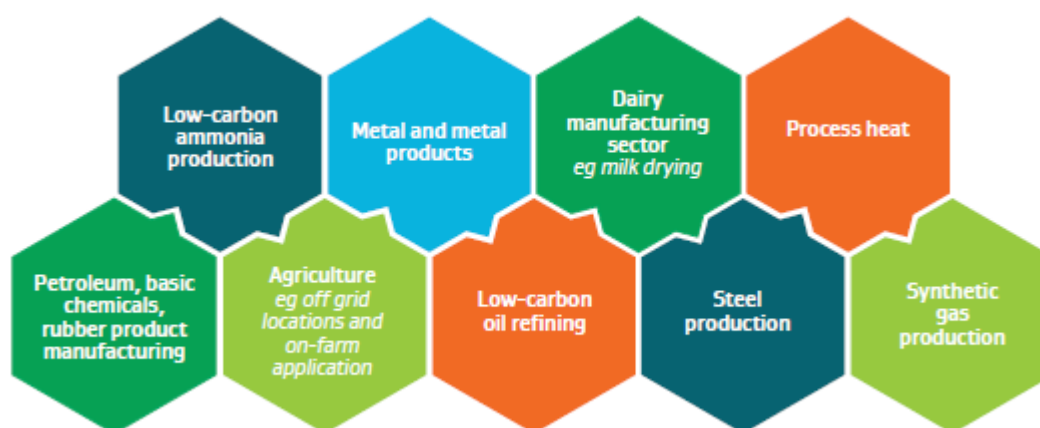 Low-carbon
ammonia
production
Metal and metal
products
Dairy
manufacturing
sector
eg milk drying
Process heat
Petroleum, basic
chemicals,
rubber product
manufacturing
Agriculture
eg off grid
locations and
on-farm
application
Low-carbon
oil refining
Steel
production
Synthetic
gas
production